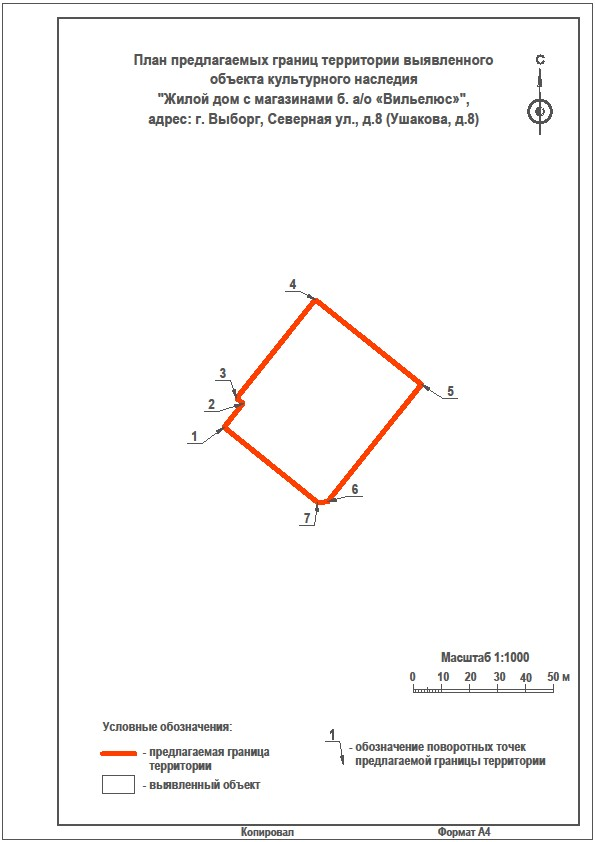 План предлагаемых границ территории выявленного
объекта культурного наследия
"Жилой дом с магазинами б. а/о «Вильелюс»",
адрес: г. Выборг, Северная ул., д.8 (Ушакова, д.8)
С
4
3
2
1
5
6
7
Масштаб 1:1000
0 10 20 30 40 50 м
Условные обозначения:
- предлагаемая граница
территории
- выявленный объект
1
- обозначение поворотных точек
предлагаемой границы территории
Копировал Формат А4